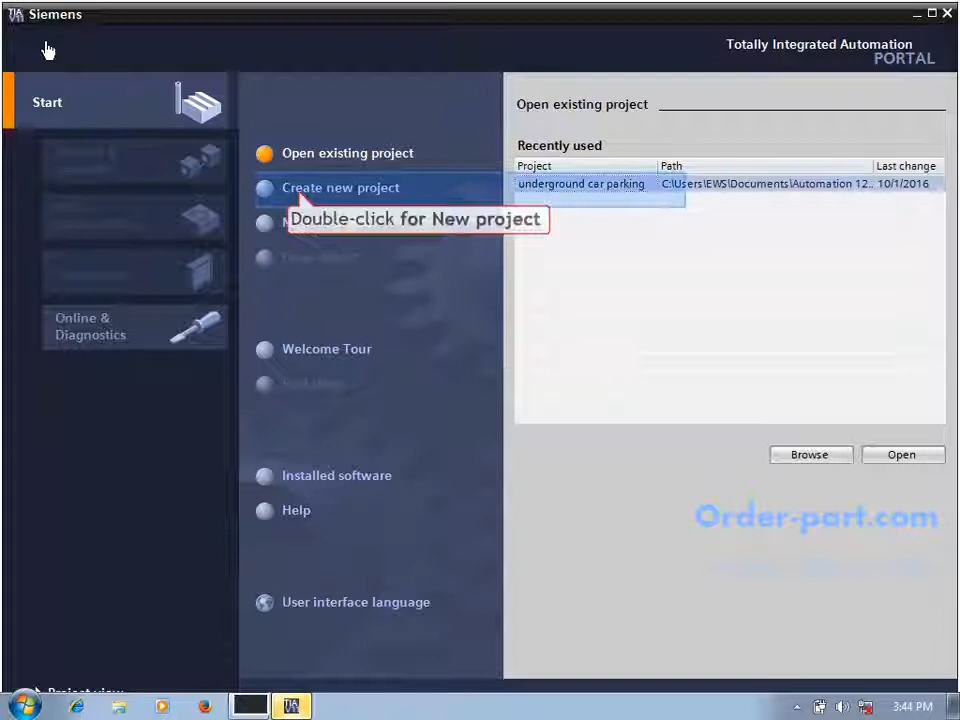 Siemens
Totally Integrated Automation
PORTAL
Start
Online &
Diagnostics
Open existing project
Create new project
Double-click for New project
Welcome Tour
Installed software
Help
User interface language
Open existing project
Recently used
Project Path Last change
underground car parking C:\Users\EWS\Documents\Automation 12.. 10/1/2016
Browse Open
Order-part.com
Project view
3:44 PM